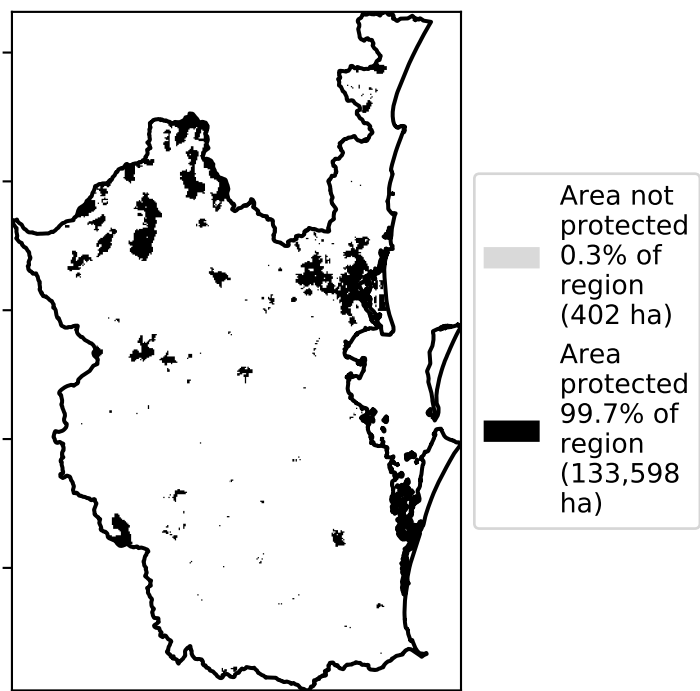 Area not
protected
0.3% of
region
(402 ha)
Area
protected
99.7% of
region
(133,598
ha)